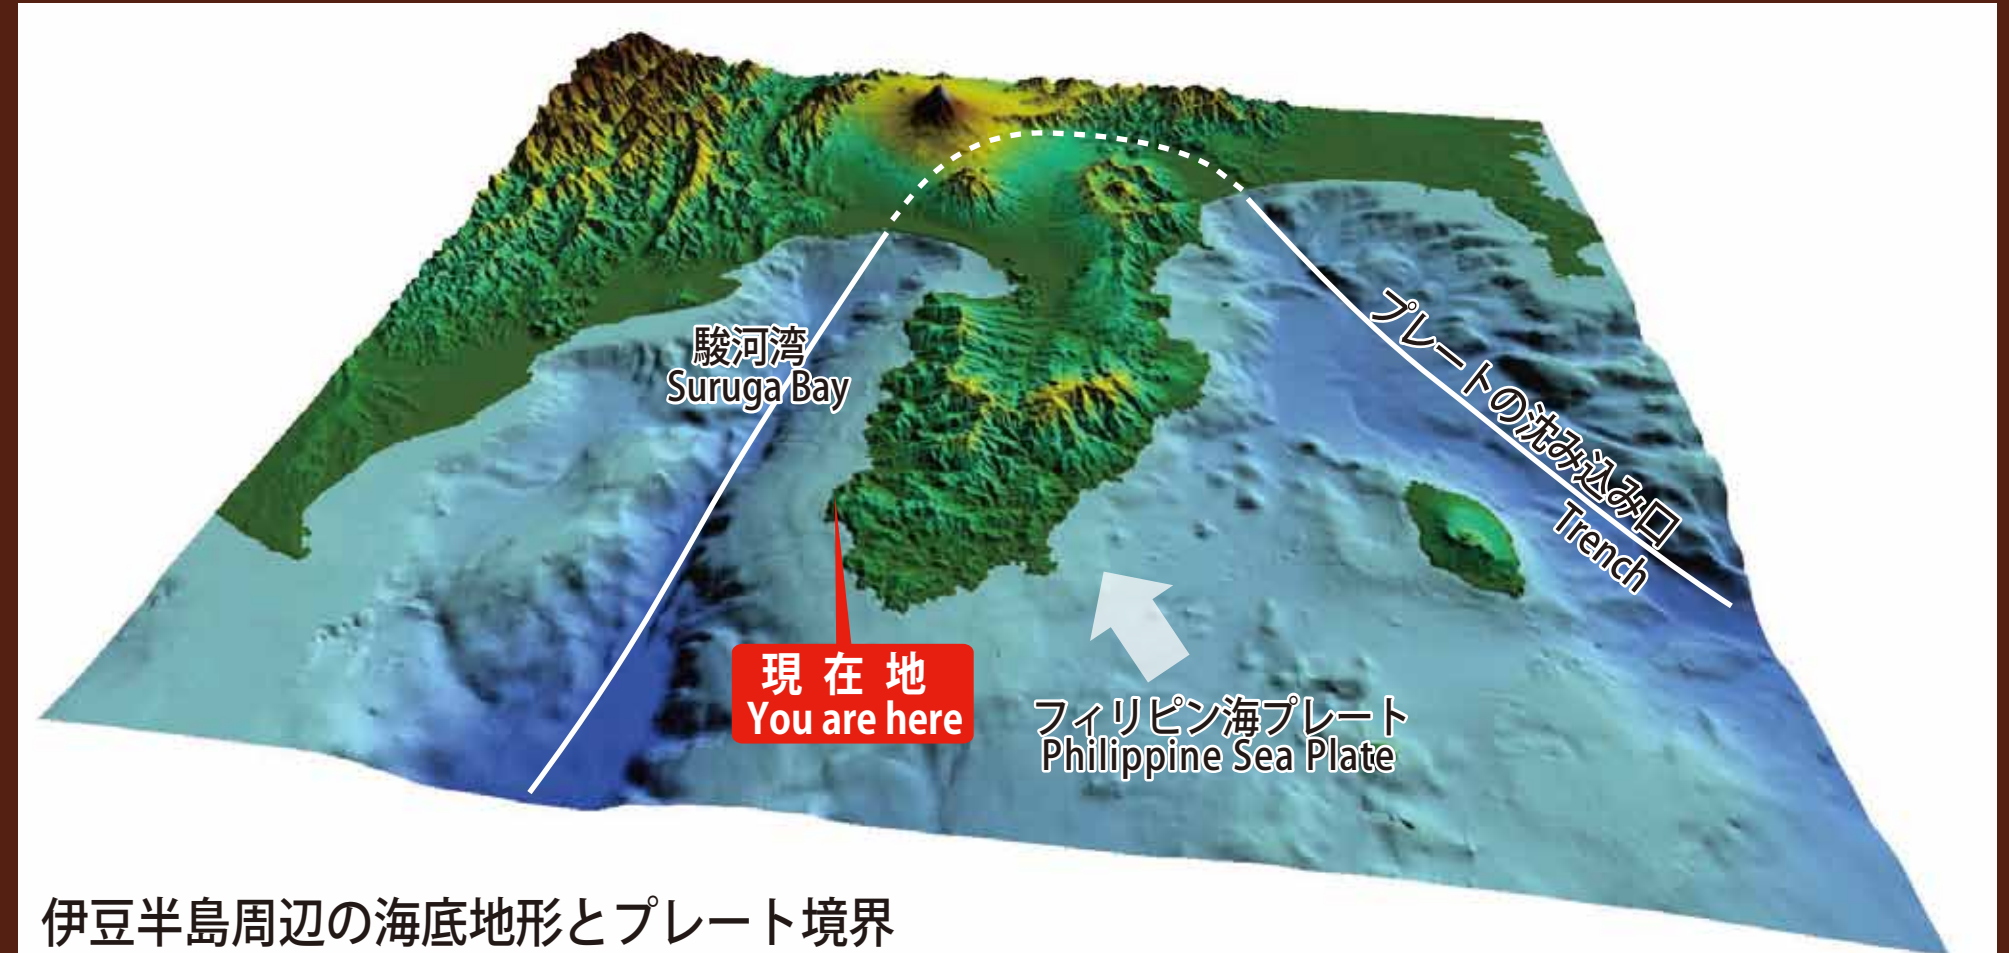 駿河湾
Suruga Bay
プレートの沈み込み口
Trench
現在地
You are here
フィリピン海プレート
Philippine Sea Plate
伊豆半島周辺の海底地形とプレート境界